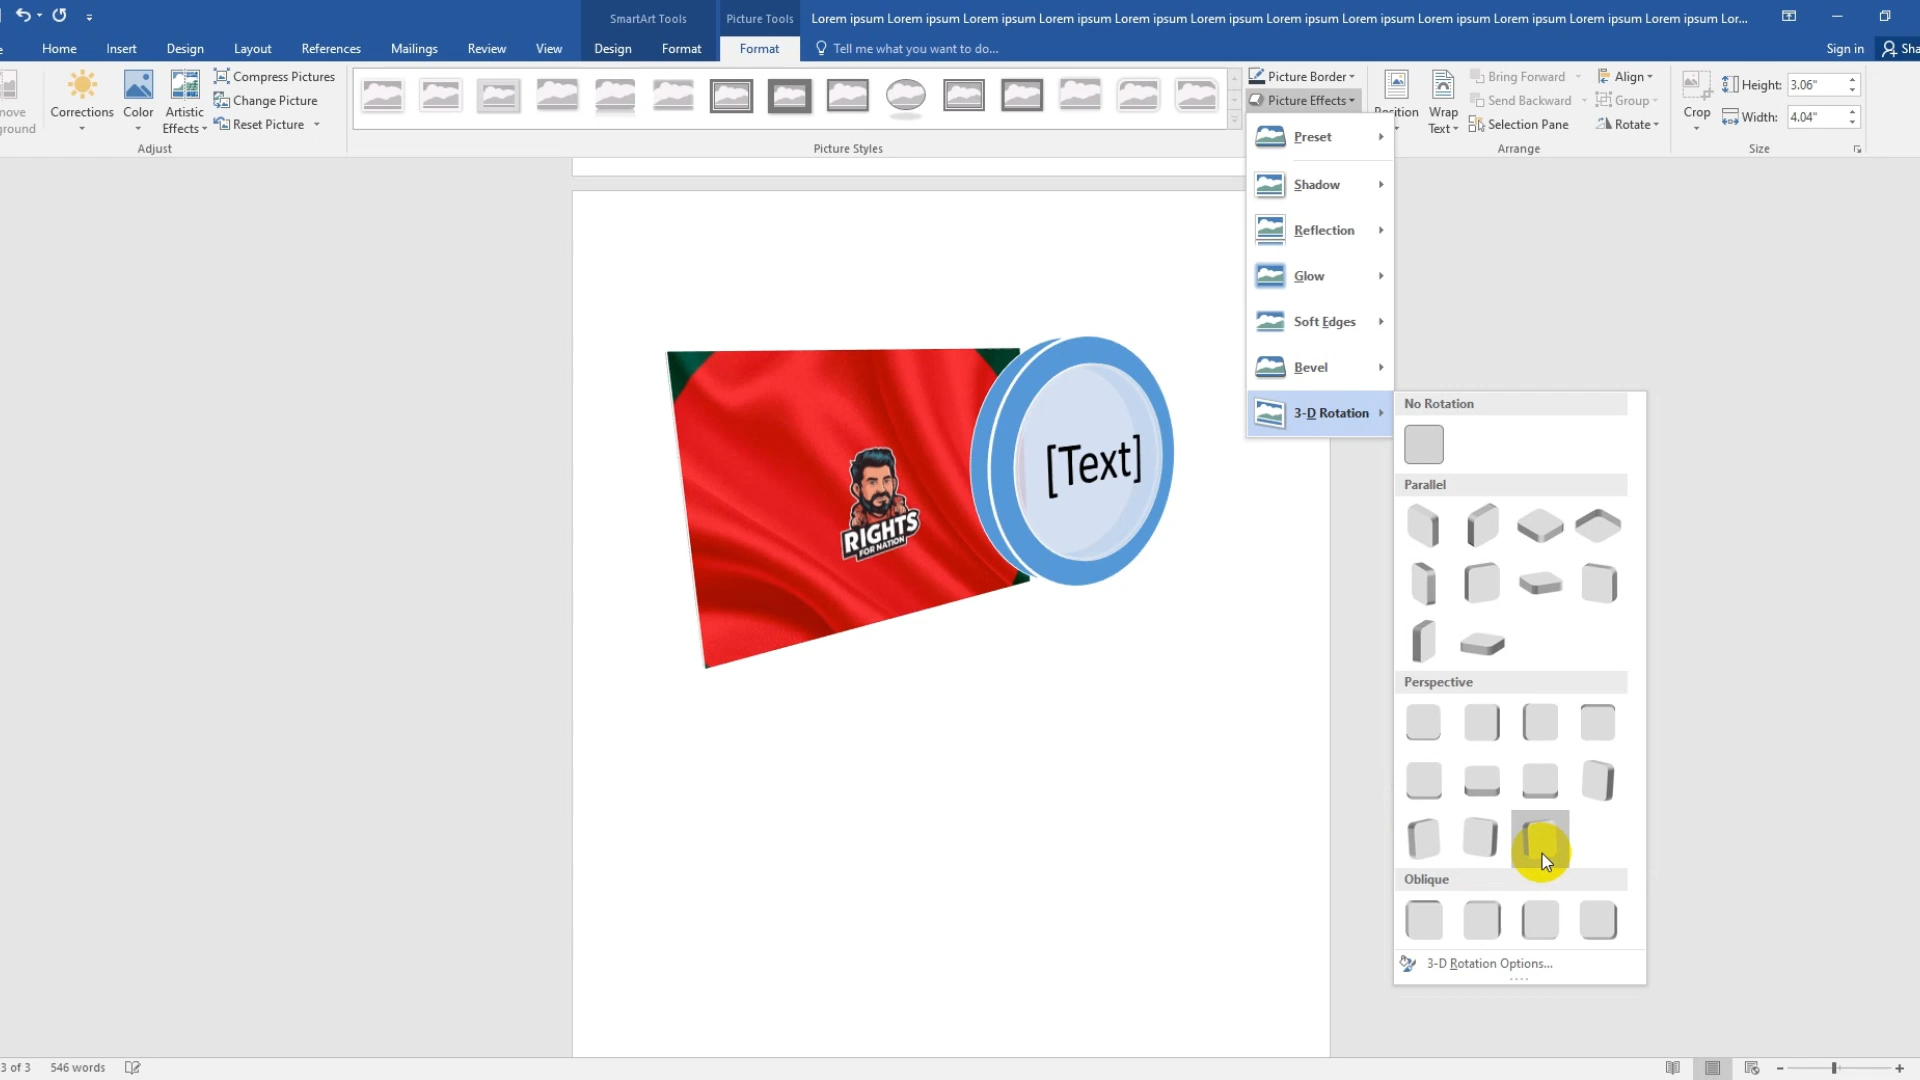 SmartArt Tools Picture Tools Lorem ipsum Lorem ipsum Lorem ipsum Lorem ipsum Lorem ipsum Lorem ipsum Lorem ipsum Lorem ipsum Lorem ipsum Lorem ipsum Lorem ipsum Lorem ipsum Lor...
Home Insert Design Layout References Mailings Review View Design Format Format Tell me what you want to do... Sign in Sha
Corrections
Color
Artistic
Effects
Compress Pictures
Change Picture
Reset Picture
Adjust
Picture Styles
Picture Border
Picture Effects
Wrap
Text
Bring Forward
Send Backward
Selection Pane
Align
Group
Rotate
Arrange
Crop
Height: 3.06"
Width: 4.04"
Size
Preset
Shadow
Reflection
Glow
Soft Edges
Bevel
3-D Rotation
No Rotation
Parallel
Perspective
Oblique
3-D Rotation Options...
RIGHTS
FOR NATION
[Text]
3 of 3 546 words